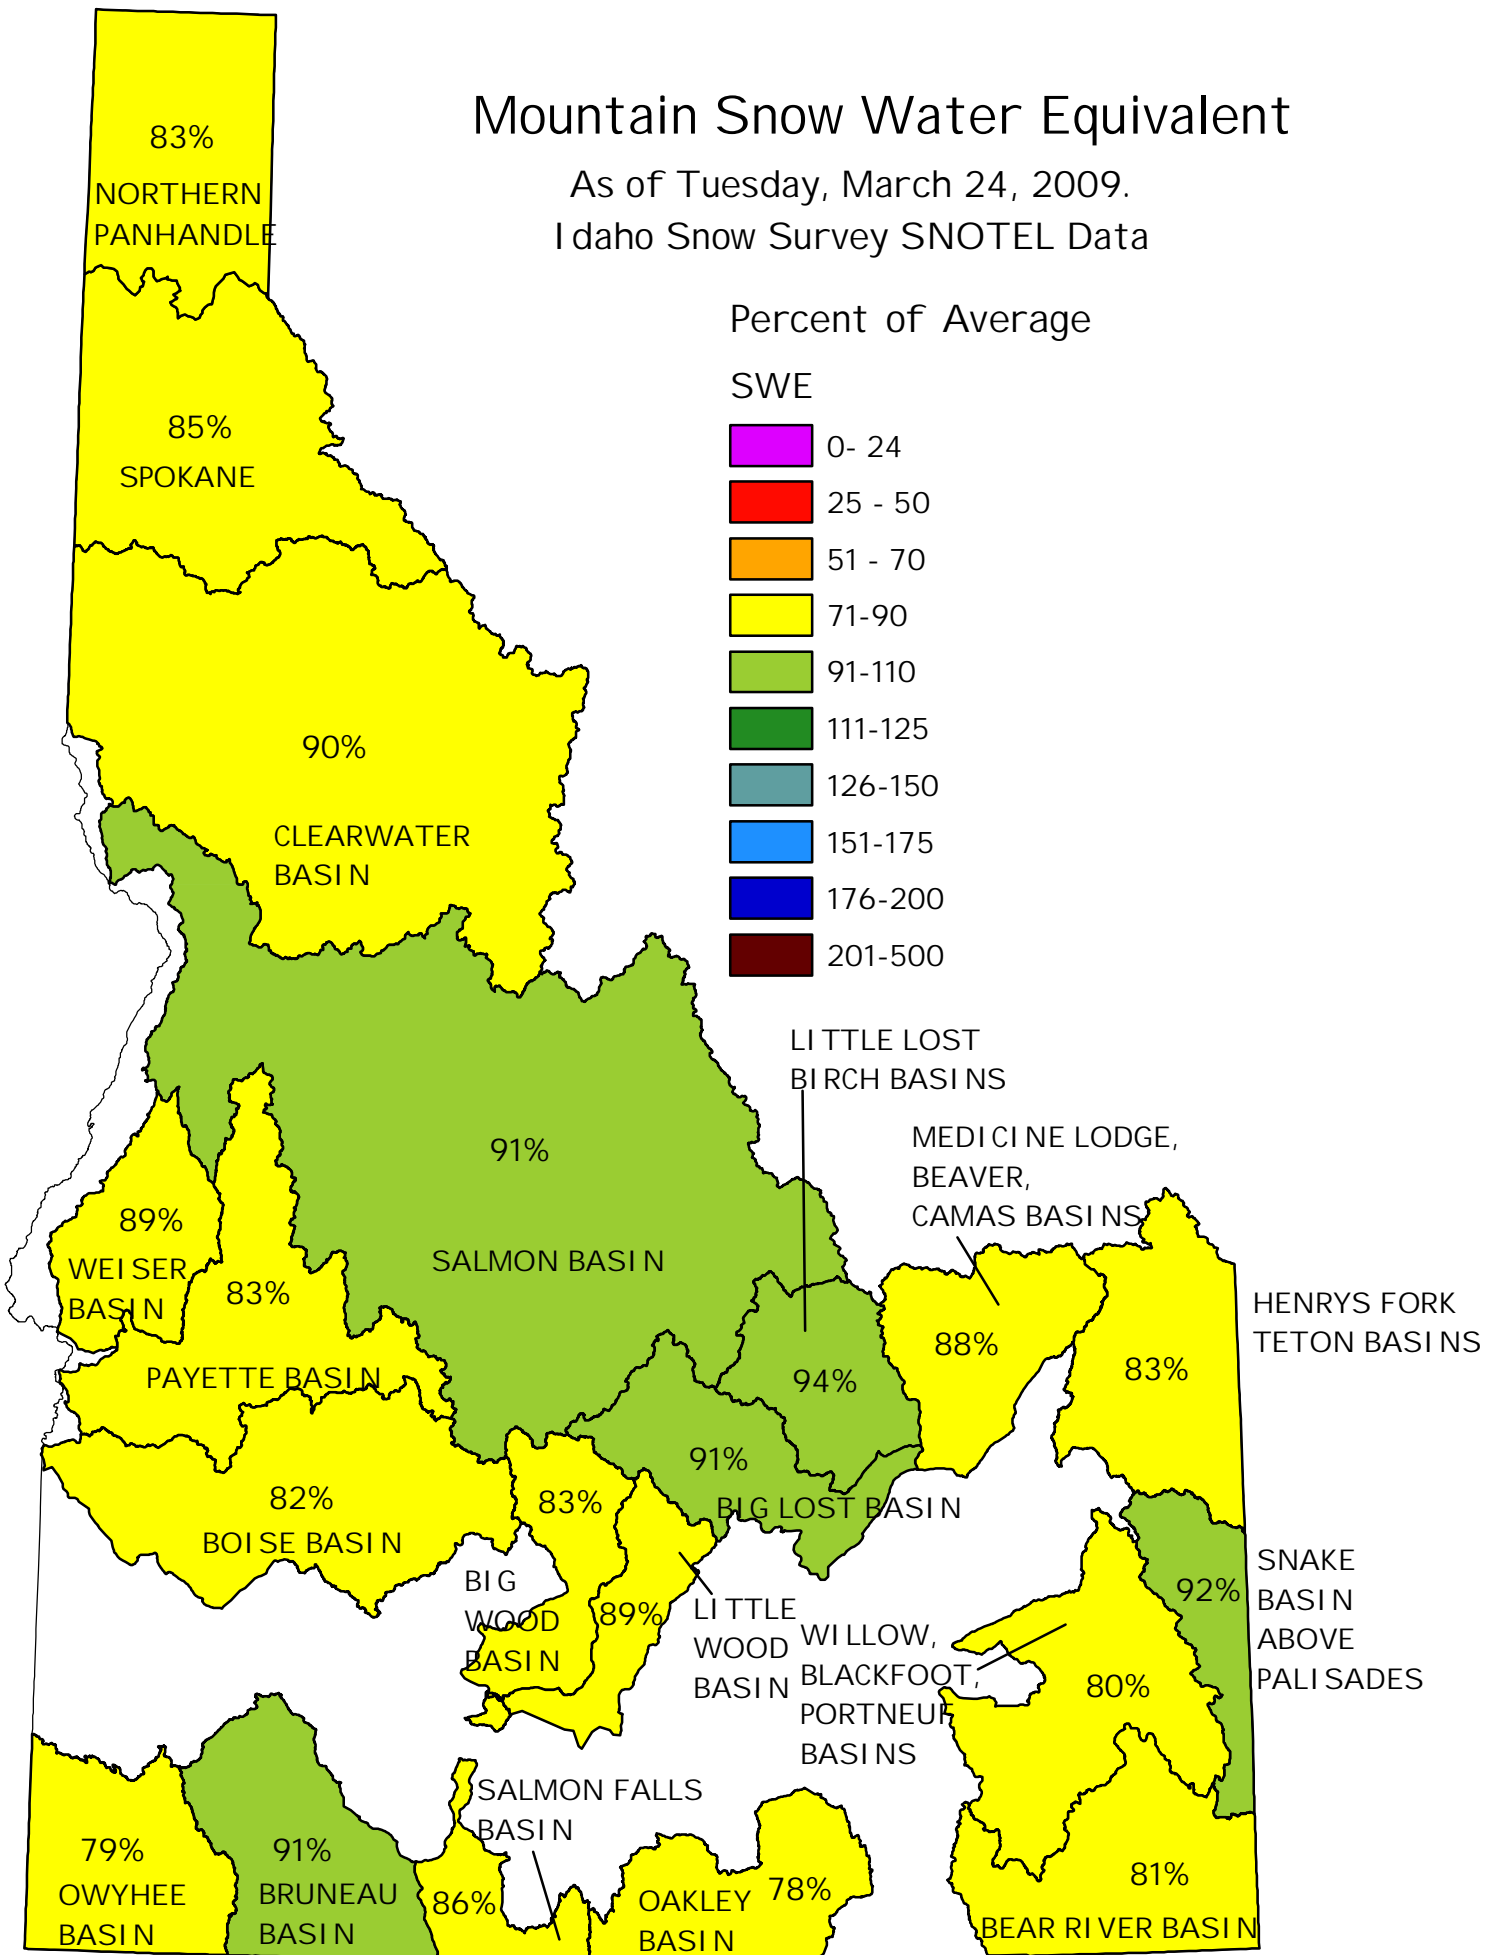 Mountain Snow Water Equivalent
As of Tuesday, March 24, 2009.
Idaho Snow Survey SNOTEL Data
Percent of Average
SWE
0- 24
25 - 50
51 - 70
71-90
91-110
111-125
126-150
151-175
176-200
201-500
83%
NORTHERN
PANHANDLE
85%
SPOKANE
90%
CLEARWATER
BASIN
91%
SALMON BASIN
LITTLE LOST
BIRCH BASINS
94%
MEDICINE LODGE,
BEAVER,
CAMAS BASINS
88%
HENRYS FORK
TETON BASINS
83%
89%
WEISER
BASIN
83%
PAYETTE BASIN
82%
BOISE BASIN
91%
BIG LOST BASIN
83%
BIG
WOOD
BASIN
89%
LITTLE
WOOD
BASIN
WILLOW,
BLACKFOOT,
PORTNEUF
BASINS
80%
92%
SNAKE
BASIN
ABOVE
PALISADES
79%
OWYHEE
BASIN
91%
BRUNEAU
BASIN
SALMON FALLS
BASIN
86%
OAKLEY
BASIN
78%
81%
BEAR RIVER BASIN